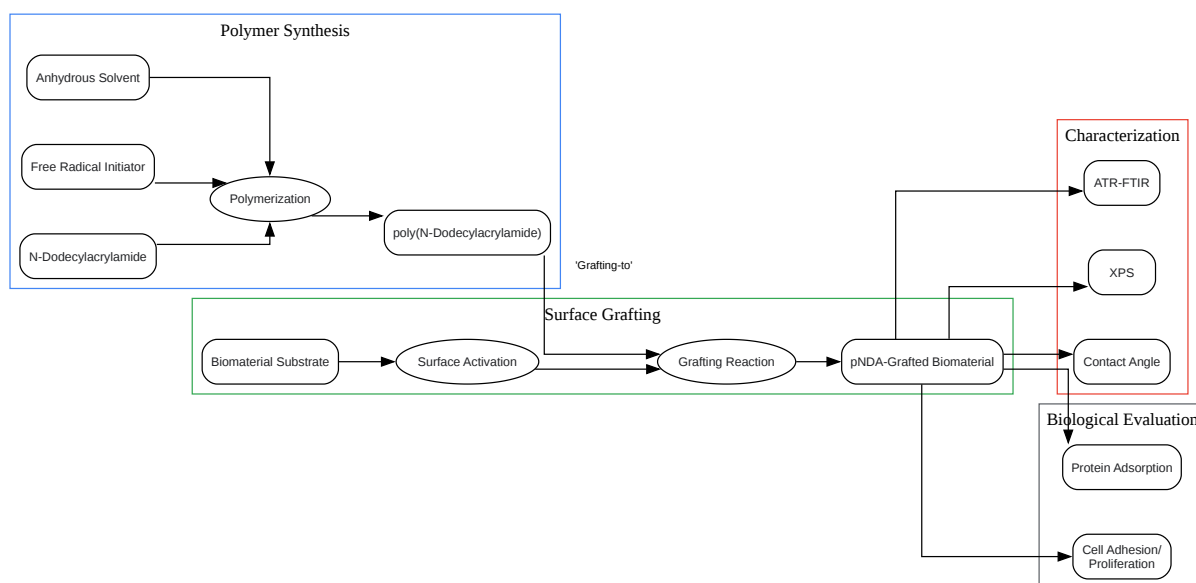 Polymer Synthesis
Anhydrous Solvent
Free Radical Initiator
Polymerization
N-Dodecylacrylamide
poly(N-Dodecylacrylamide)
'Grafting-to'
Surface Grafting
Biomaterial Substrate
Surface Activation
Grafting Reaction
pNDA-Grafted Biomaterial
Characterization
ATR-FTIR
XPS
Contact Angle
Biological Evaluation
Protein Adsorption
Cell Adhesion/
Proliferation